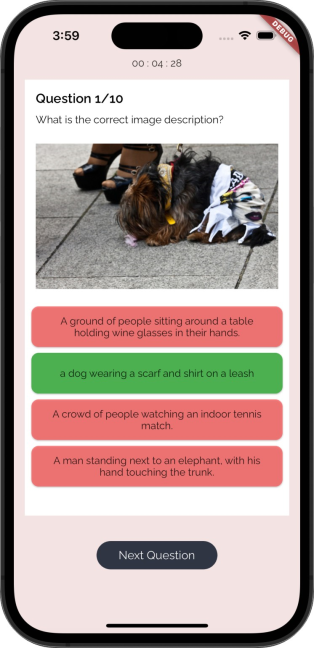 3:59
DEBUG
00 : 04 : 28
Question 1/10
What is the correct image description?
A ground of people sitting around a table
holding wine glasses in their hands.
a dog wearing a scarf and shirt on a leash
A crowd of people watching an indoor tennis
match.
A man standing next to an elephant, with his
hand touching the trunk.
Next Question